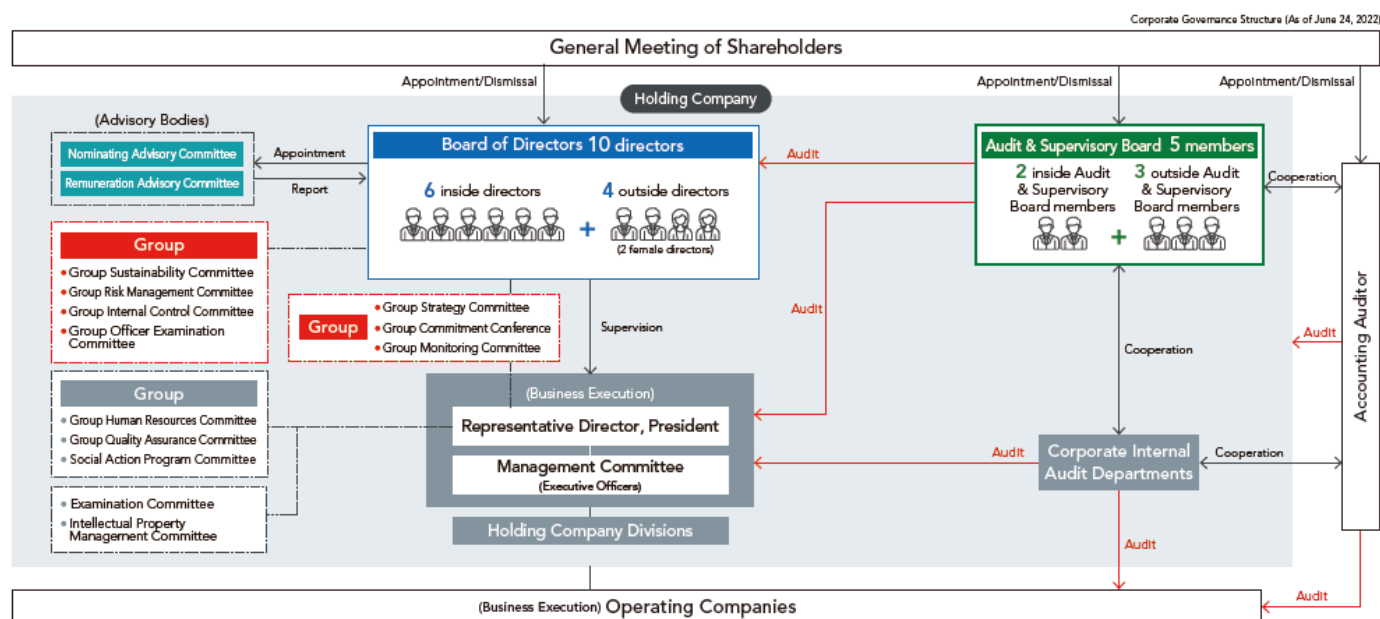 Corporate Governance Structure (As of June 24, 2022)
General Meeting of Shareholders
Appointment/Dismissal
Appointment/Dismissal
Appointment/Dismissal
Holding Company
(Advisory Bodies)
Nominating Advisory Committee
Remuneration Advisory Committee
Appointment
Report
Board of Directors 10 directors
6 inside directors
4 outside directors
+
(2 female directors)
Audit
Audit & Supervisory Board 5 members
2 inside Audit
& Supervisory
Board members
3 outside Audit
& Supervisory
Board members
+
Cooperation
Accounting Auditor
Group
• Group Sustainability Committee
• Group Risk Management Committee
• Group Internal Control Committee
• Group Officer Examination
Committee
Group
• Group Strategy Committee
• Group Commitment Conference
• Group Monitoring Committee
Supervision
Audit
Cooperation
Audit
Group
• Group Human Resources Committee
• Group Quality Assurance Committee
• Social Action Program Committee
• Examination Committee
• Intellectual Property
Management Committee
(Business Execution)
Representative Director, President
Management Committee
(Executive Officers)
Holding Company Divisions
Audit
Corporate Internal
Audit Departments
Cooperation
Audit
Audit
(Business Execution) Operating Companies